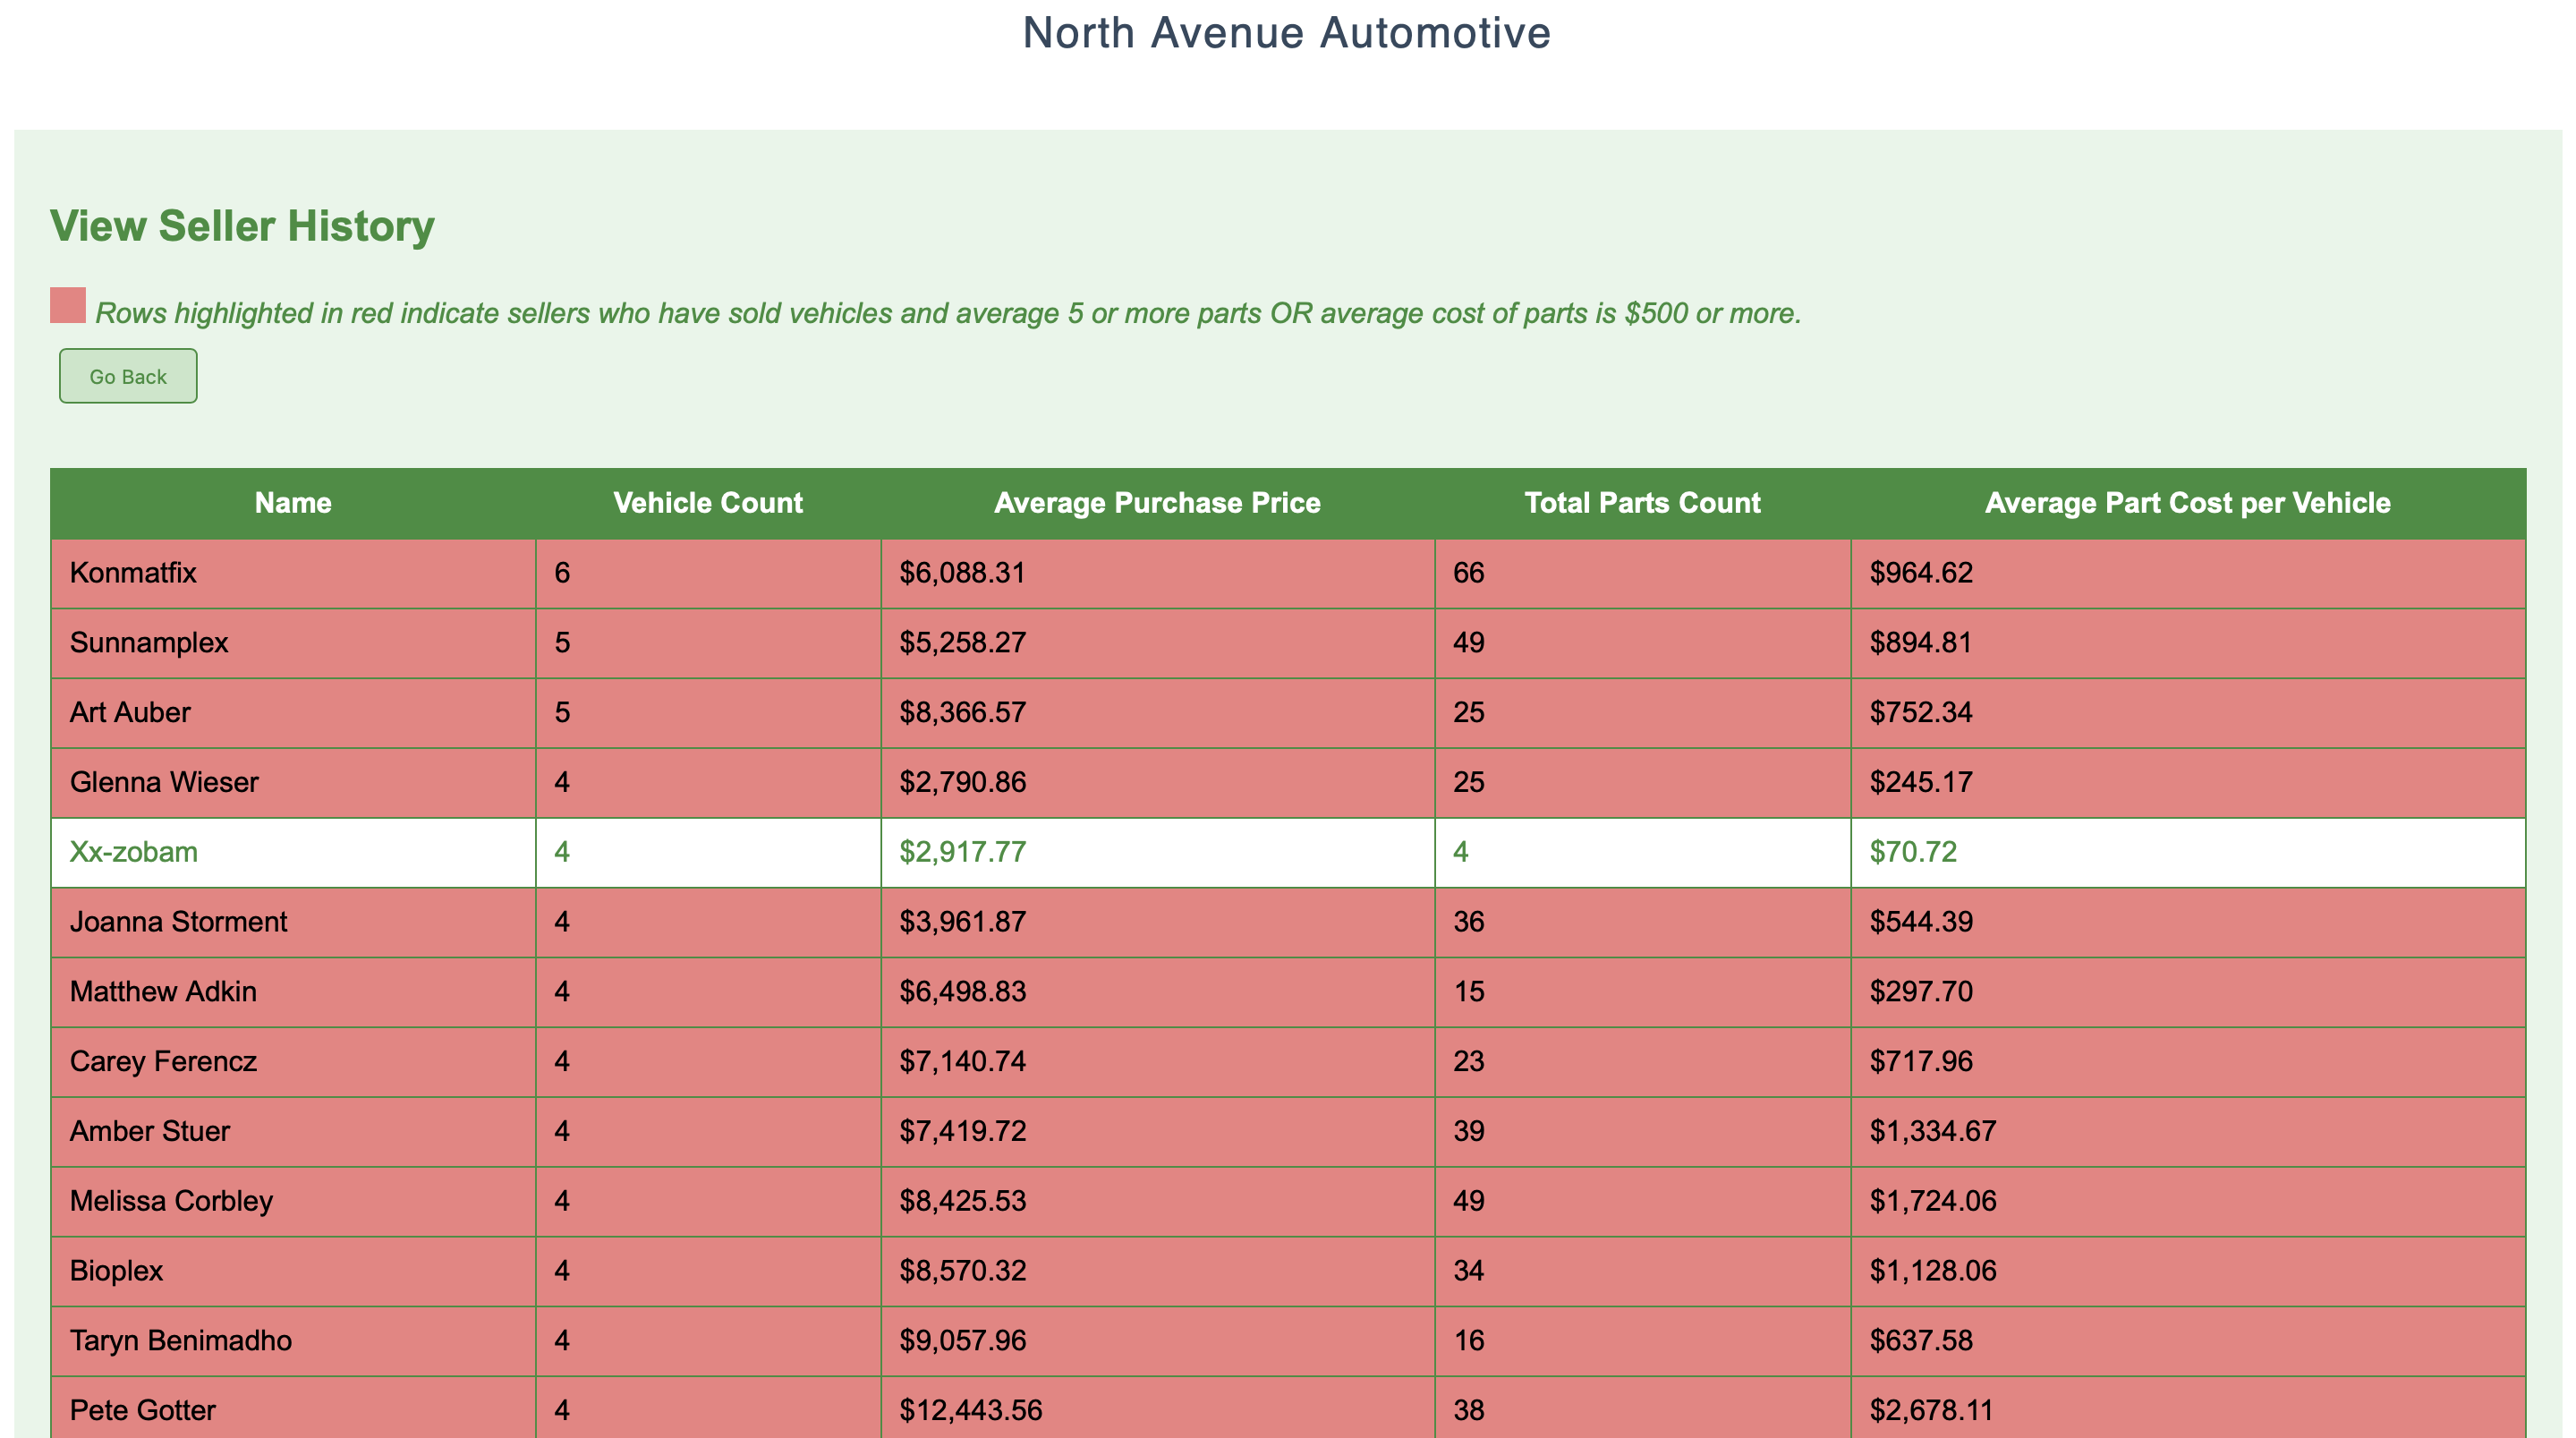 North Avenue Automotive
View Seller History
Rows highlighted in red indicate sellers who have sold vehicles and average 5 or more parts OR average cost of parts is $500 or more.
Go Back
Name Vehicle Count Average Purchase Price Total Parts Count Average Part Cost per Vehicle
Konmatfix 6 $6,088.31 66 $964.62
Sunnamplex 5 $5,258.27 49 $894.81
Art Auber 5 $8,366.57 25 $752.34
Glenna Wieser 4 $2,790.86 25 $245.17
Xx-zobam 4 $2,917.77 4 $70.72
Joanna Storment 4 $3,961.87 36 $544.39
Matthew Adkin 4 $6,498.83 15 $297.70
Carey Ferencz 4 $7,140.74 23 $717.96
Amber Stuer 4 $7,419.72 39 $1,334.67
Melissa Corbley 4 $8,425.53 49 $1,724.06
Bioplex 4 $8,570.32 34 $1,128.06
Taryn Benimadho 4 $9,057.96 16 $637.58
Pete Gotter 4 $12,443.56 38 $2,678.11